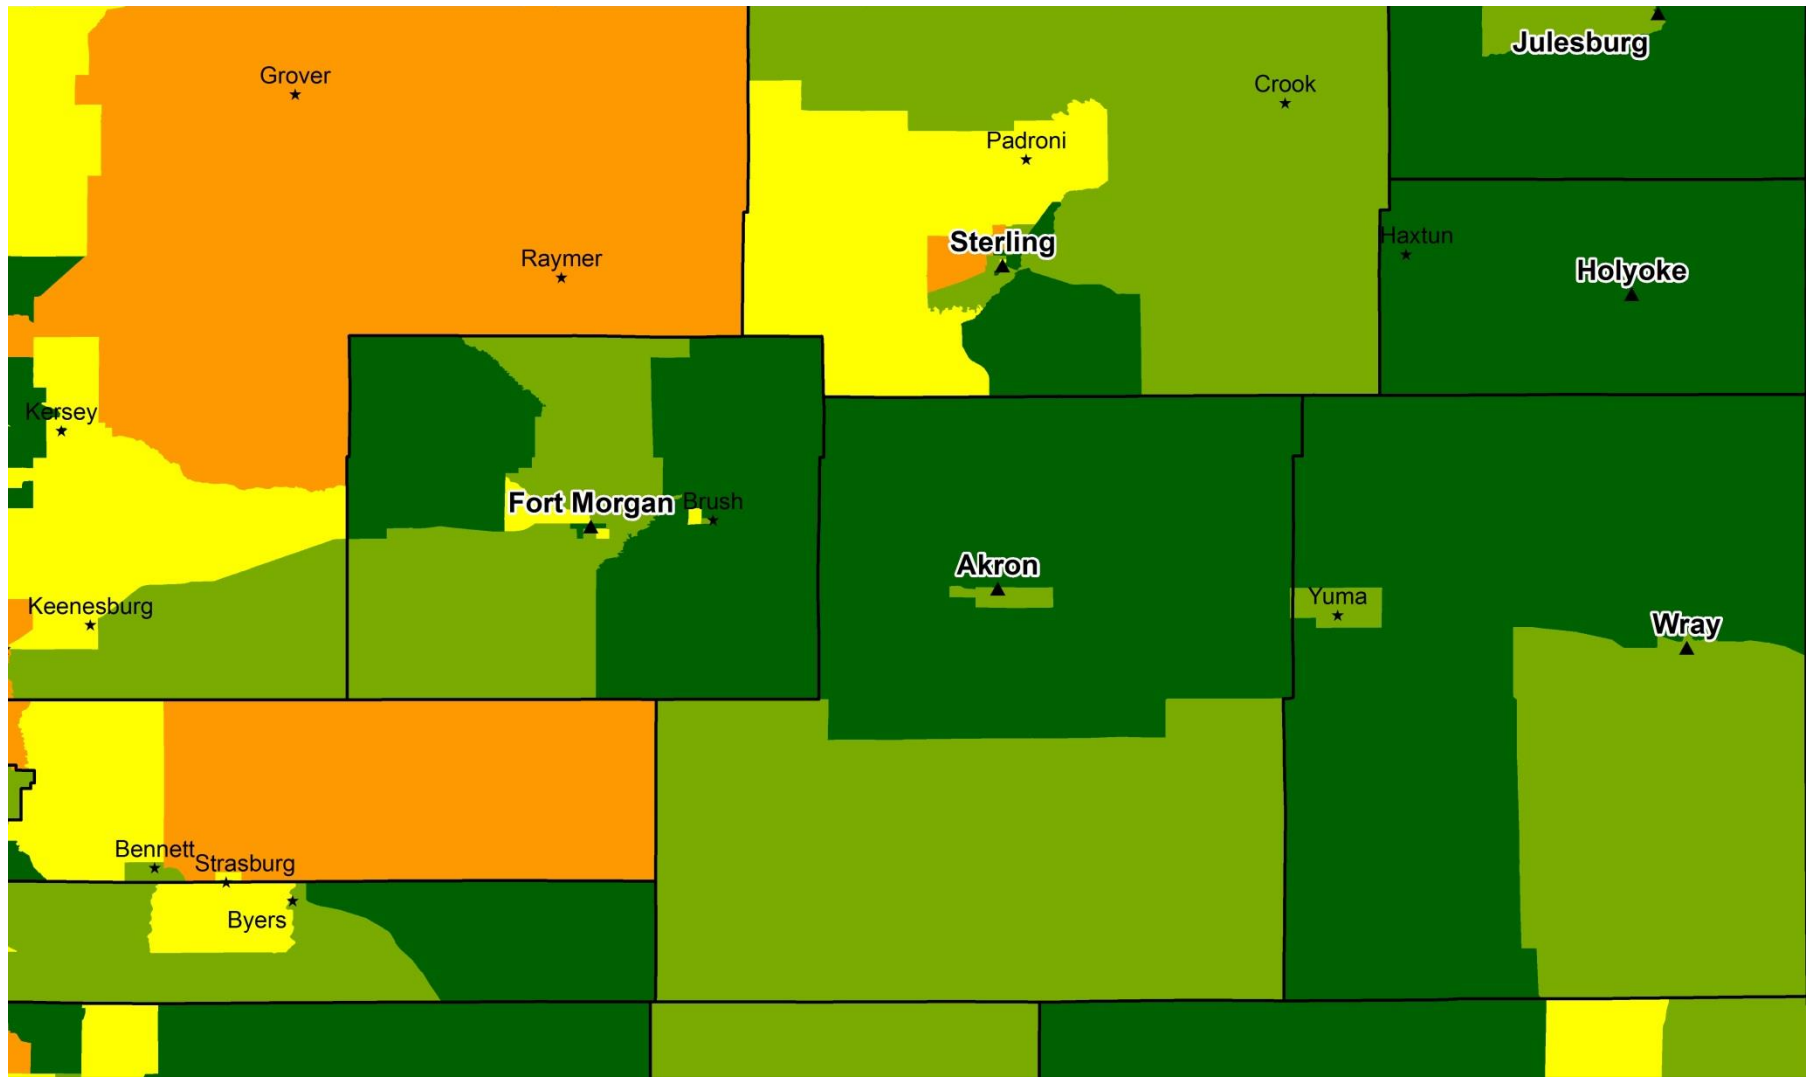 Julesburg
Grover
Crook
Padroni
Haxtun
Sterling
Raymer
Holyoke
Kersey
Fort Morgan
Brush
Akron
Yuma
Keenesburg
Wray
Bennett
Strasburg
Byers